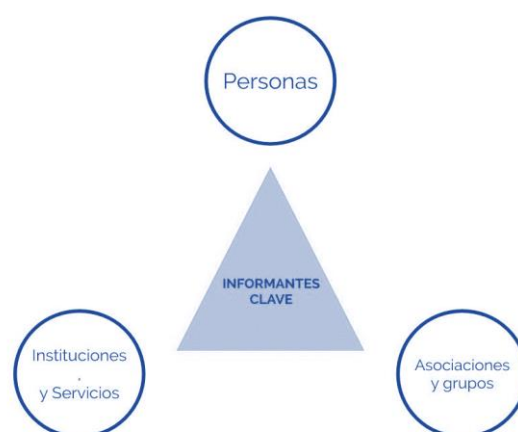 Personas
INFORMANTES
CLAVE
Instituciones
.
y Servicios
Asociaciones
y grupos